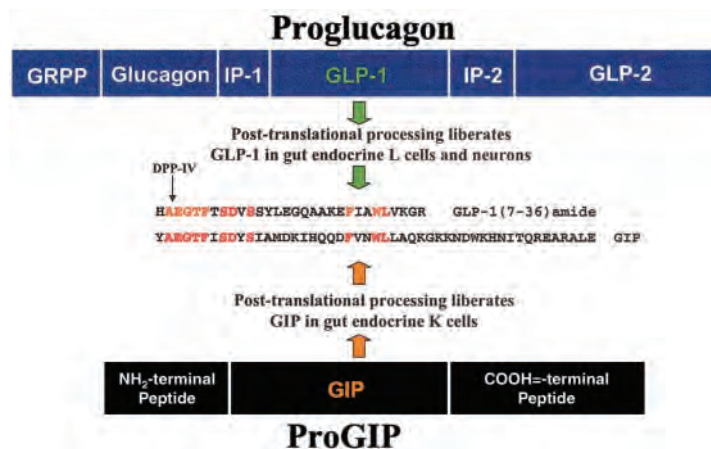 Proglucagon
GRPP Glucagon IP-1 GLP-1 IP-2 GLP-2
Post-translational processing liberates
GLP-1 in gut endocrine L cells and neurons
DPP-IV
HAEGTFTSDVSSYLEGQAAKEFIAWLVKGR GLP-1(7-36)amide
YAEGTFISDYSIAMDKIHQQDFVNWLLAQKGKKNDWKHNITQREARALE GIP
Post-translational processing liberates
GIP in gut endocrine K cells
NH₂-terminal
Peptide
GIP
COOH=-terminal
Peptide
ProGIP